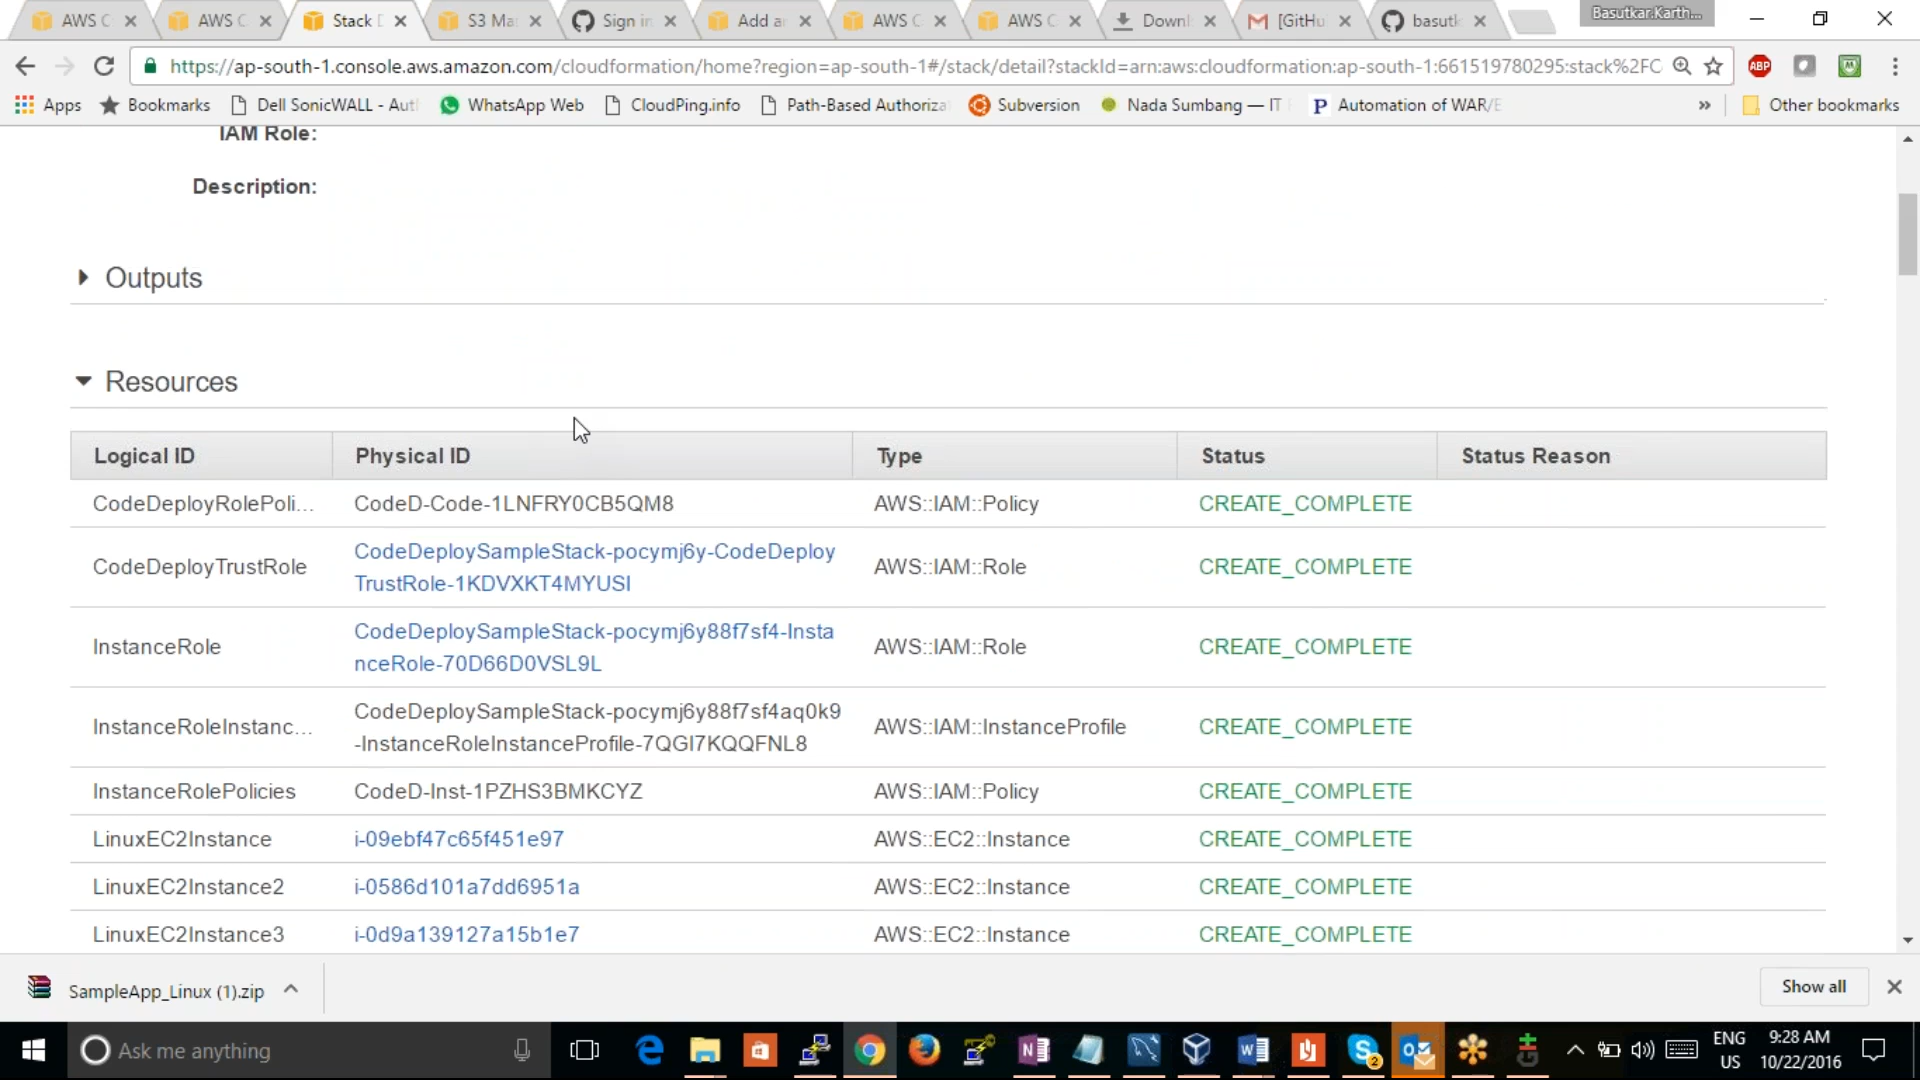 AWS C
AWS C
Stack D
S3 Ma
Sign in
Add a
AWS C
AWS C
Downl
[GitHu
basutk
Basutkar.Karth...
https://ap-south-1.console.aws.amazon.com/cloudformation/home?region=ap-south-1#/stack/detail?stackId=arn:aws:cloudformation:ap-south-1:661519780295:stack%2FC
ABP
Apps Bookmarks Dell SonicWALL - Aut WhatsApp Web CloudPing.info Path-Based Authoriza Subversion Nada Sumbang — IT P Automation of WAR/E » Other bookmarks
IAM Role:
Description:
Outputs
Resources
Logical ID Physical ID Type Status Status Reason
CodeDeployRolePoli... CodeD-Code-1LNFRY0CB5QM8 AWS::IAM::Policy CREATE_COMPLETE
CodeDeployTrustRole CodeDeploySampleStack-pocymj6y-CodeDeploy
TrustRole-1KDVXKT4MYUSI AWS::IAM::Role CREATE_COMPLETE
InstanceRole CodeDeploySampleStack-pocymj6y88f7sf4-Insta
nceRole-70D66D0VSL9L AWS::IAM::Role CREATE_COMPLETE
InstanceRoleInstanc... CodeDeploySampleStack-pocymj6y88f7sf4aq0k9
-InstanceRoleInstanceProfile-7QGI7KQQFNL8 AWS::IAM::InstanceProfile CREATE_COMPLETE
InstanceRolePolicies CodeD-Inst-1PZHS3BMKCYZ AWS::IAM::Policy CREATE_COMPLETE
LinuxEC2Instance i-09ebf47c65f451e97 AWS::EC2::Instance CREATE_COMPLETE
LinuxEC2Instance2 i-0586d101a7dd6951a AWS::EC2::Instance CREATE_COMPLETE
LinuxEC2Instance3 i-0d9a139127a15b1e7 AWS::EC2::Instance CREATE_COMPLETE
SampleApp_Linux (1).zip
Show all
Ask me anything
ENG
US
9:28 AM
10/22/2016